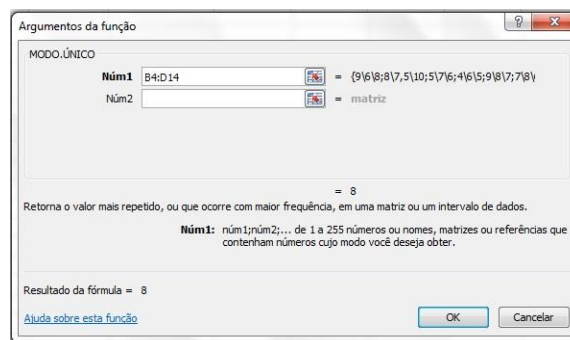 Argumentos da função
MODO.ÚNICO
Núm1 B4:D14 = {9\6\8;8\7,5\10;5\7\6;4\6\5;9\8\7;7\8\
Núm2 = matriz
= 8
Retorna o valor mais repetido, ou que ocorre com maior frequência, em uma matriz ou um intervalo de dados.
Núm1: núm1;núm2;... de 1 a 255 números ou nomes, matrizes ou referências que
contenham números cujo modo você deseja obter.
Resultado da fórmula = 8
Ajuda sobre esta função
OK Cancelar